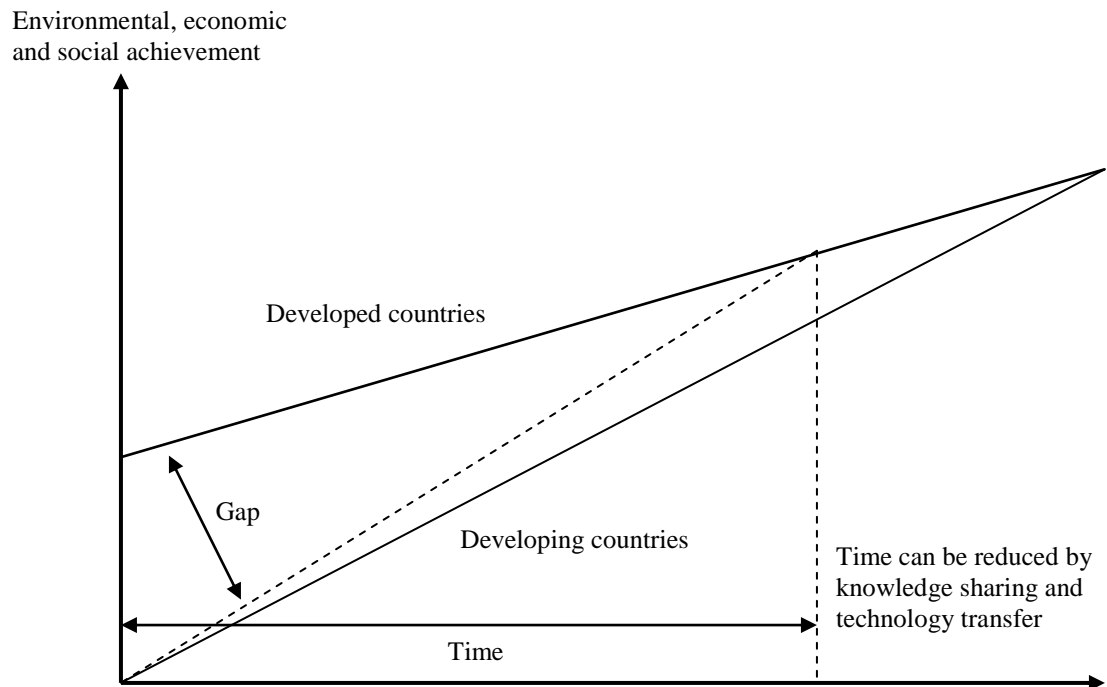 Environmental, economic
and social achievement
Developed countries
Gap
Developing countries
Time can be reduced by
knowledge sharing and
technology transfer
Time